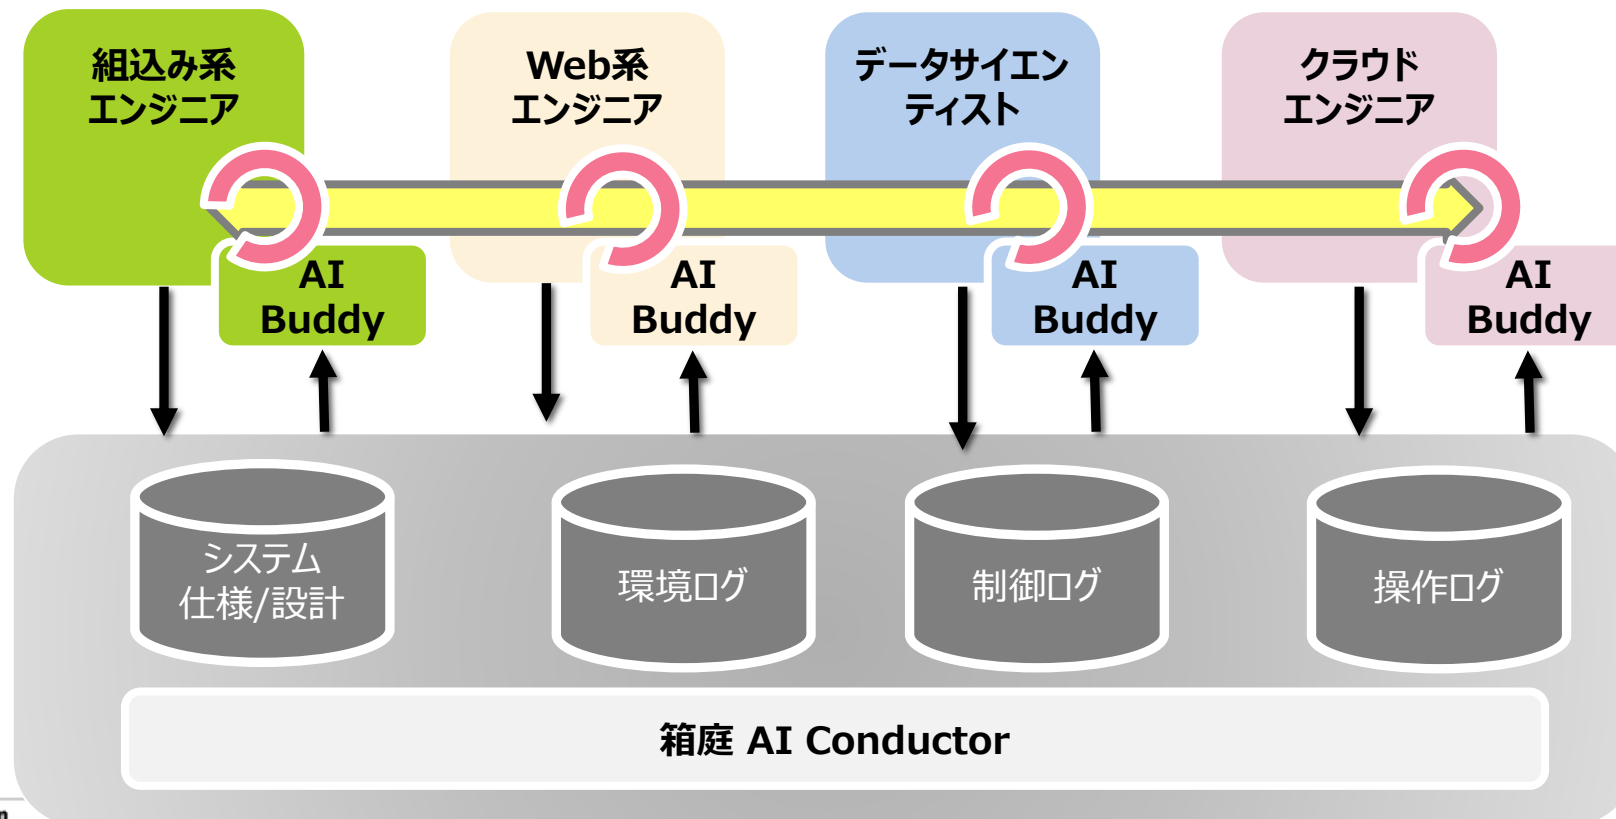 組込み系
エンジニア
Web系
エンジニア
データサイエン
ティスト
クラウド
エンジニア
AI
Buddy
AI
Buddy
AI
Buddy
AI
Buddy
システム
仕様/設計
環境ログ
制御ログ
操作ログ
箱庭 AI Conductor